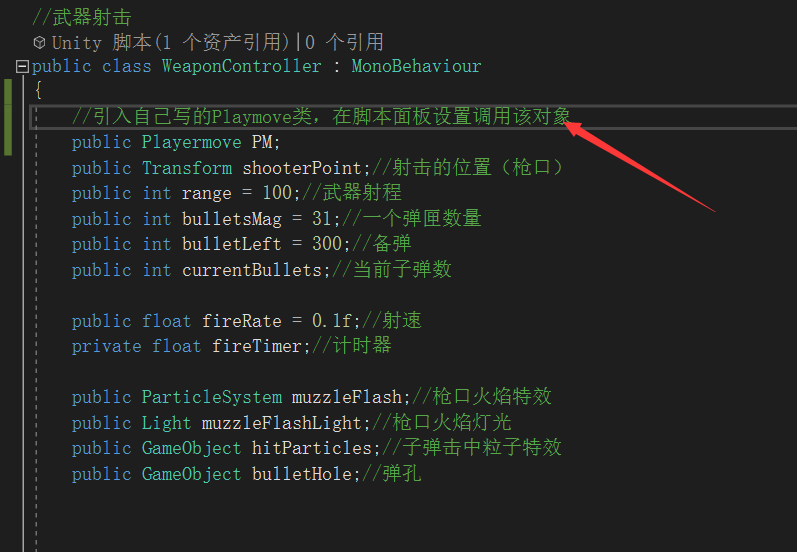 //武器射击
Unity 脚本(1 个资产引用)|0 个引用
public class WeaponController : MonoBehaviour
{
//引入自己写的Playmove类，在脚本面板设置调用该对象
public Playermove PM;
public Transform shooterPoint;//射击的位置（枪口）
public int range = 100;//武器射程
public int bulletsMag = 31;//一个弹匣数量
public int bulletLeft = 300;//备弹
public int currentBullets;//当前子弹数
public float fireRate = 0.1f;//射速
private float fireTimer;//计时器
public ParticleSystem muzzleFlash;//枪口火焰特效
public Light muzzleFlashLight;//枪口火焰灯光
public GameObject hitParticles;//子弹击中粒子特效
public GameObject bulletHole;//弹孔